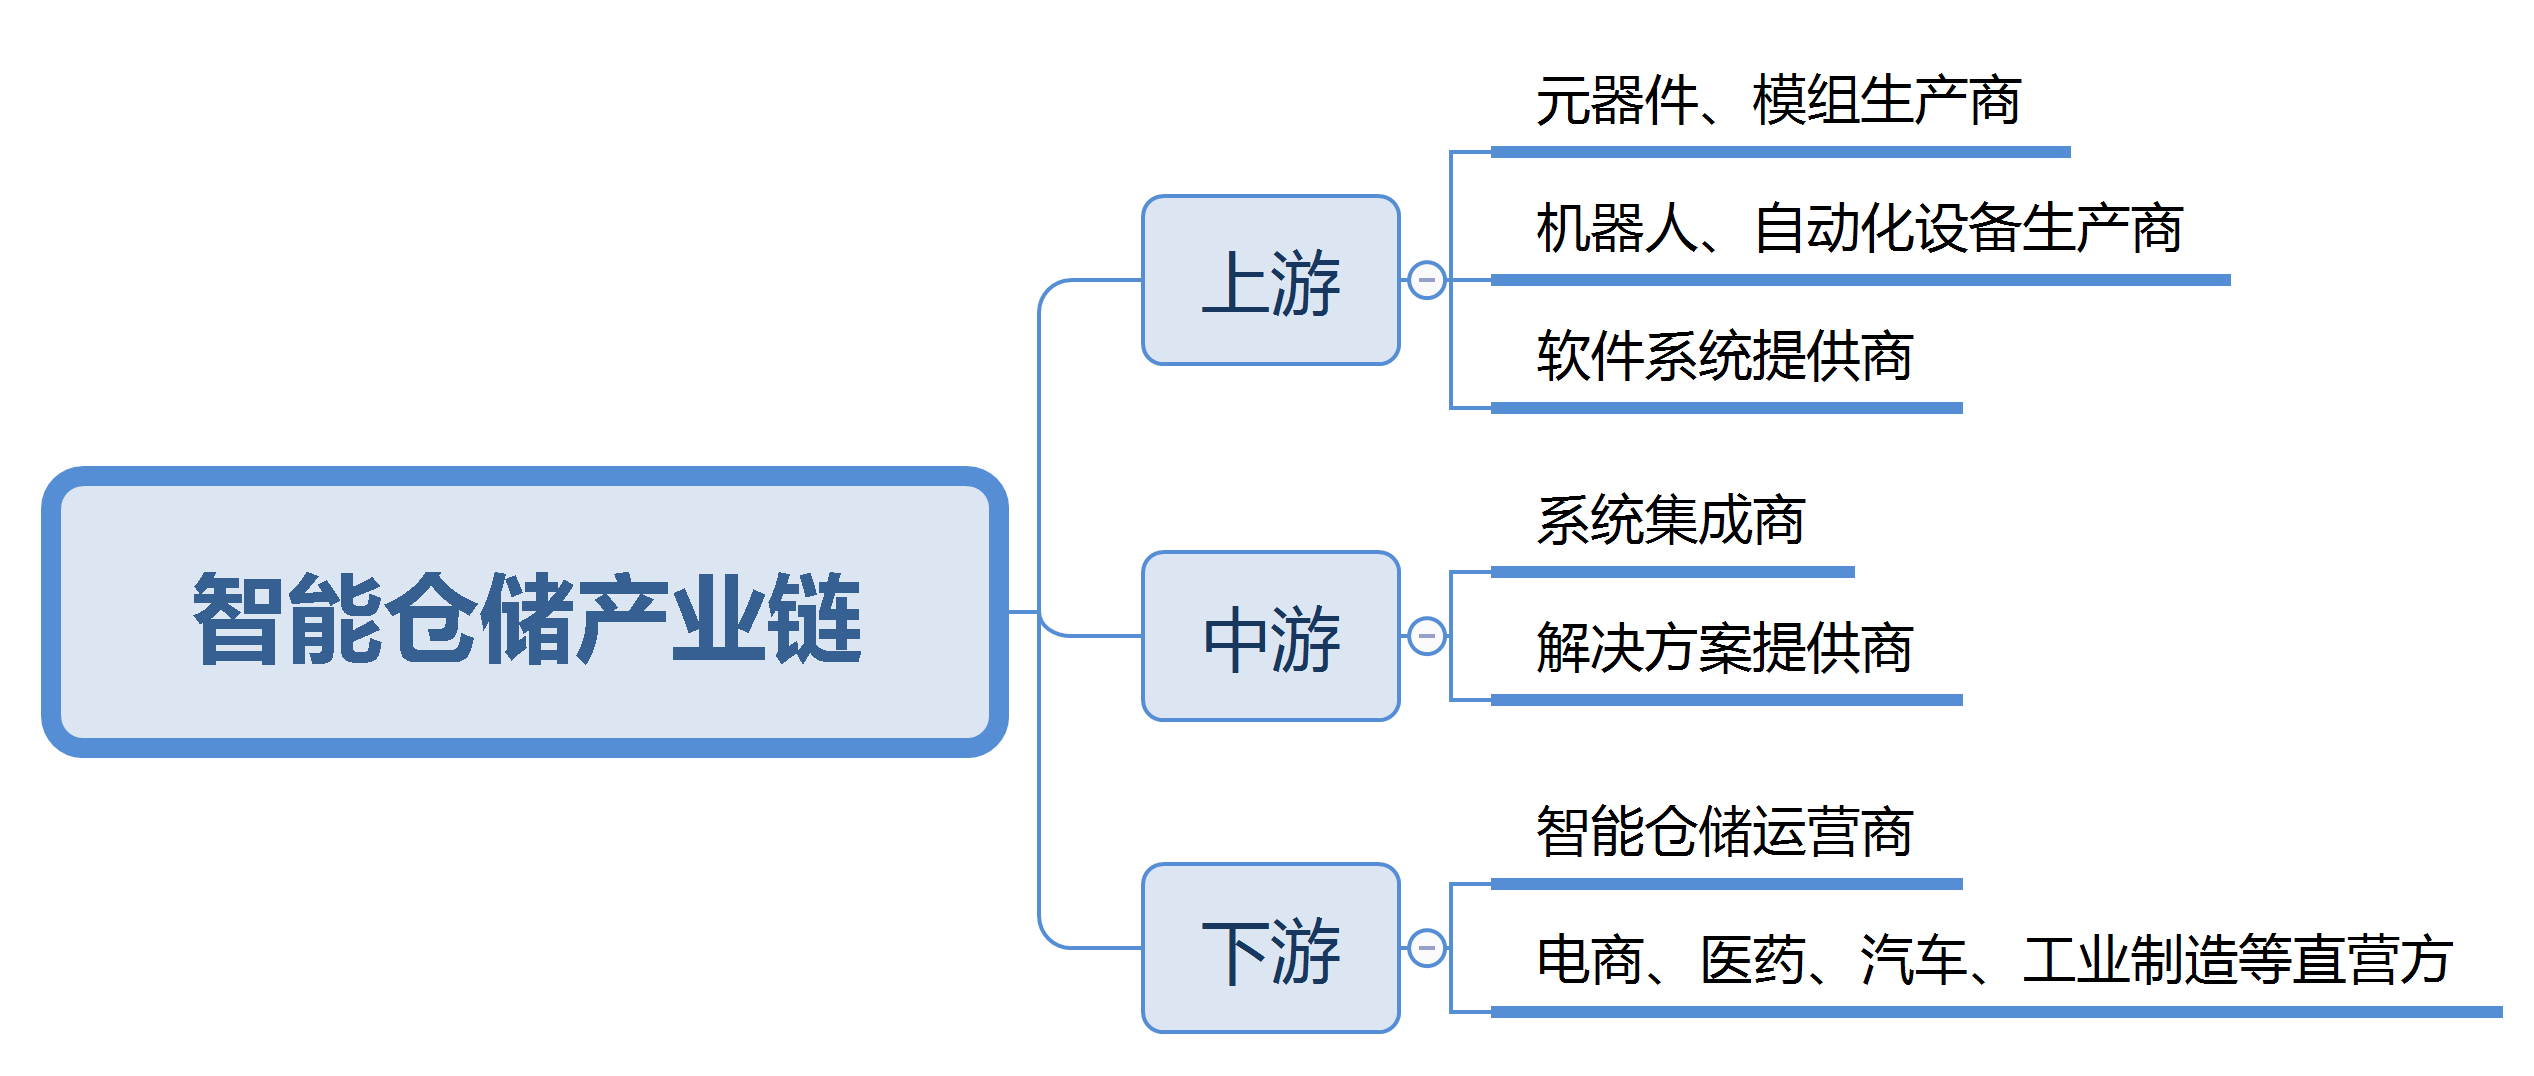 智能仓储产业链
上游
元器件、模组生产商
机器人、自动化设备生产商
软件系统提供商
中游
系统集成商
解决方案提供商
下游
智能仓储运营商
电商、医药、汽车、工业制造等直营方